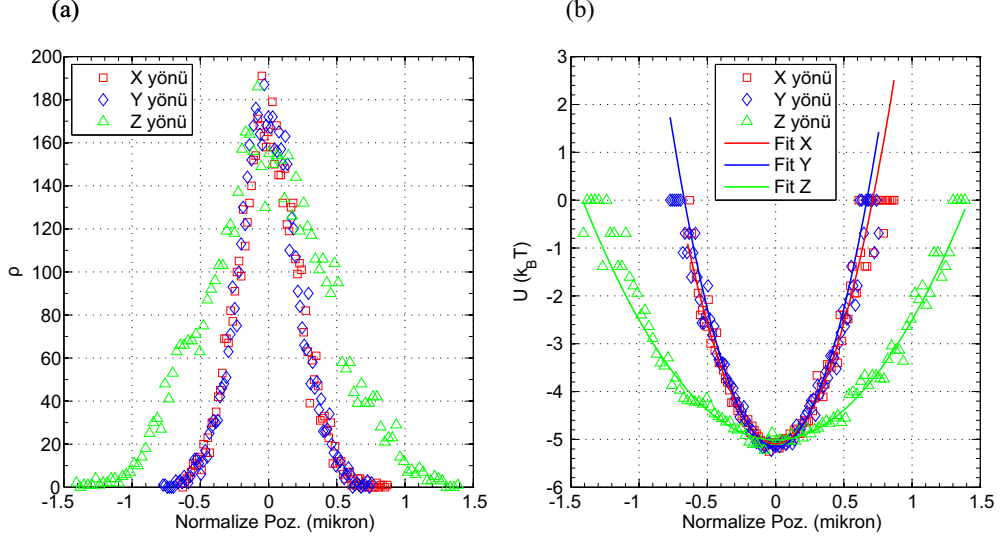 (a)
200
180
160
140
120
100
80
60
40
20
0
ρ
-1.5
-1
-0.5
0
0.5
1
1.5
Normalize Poz. (mikron)
X yönü
Y yönü
Z yönü
(b)
3
2
1
0
-1
-2
-3
-4
-5
-6
U (k_BT)
-1.5
-1
-0.5
0
0.5
1
1.5
Normalize Poz. (mikron)
X yönü
Y yönü
Z yönü
Fit X
Fit Y
Fit Z